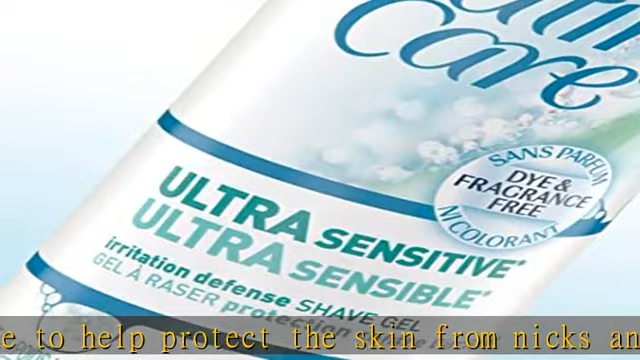 Care
SANS PARFUM
DYE &
FRAGRANCE
FREE
NI COLORANT
ULTRA SENSITIVE*
ULTRA SENSIBLE*
irritation defense SHAVE GEL
GEL À RASER protection
to help protect the skin from nicks